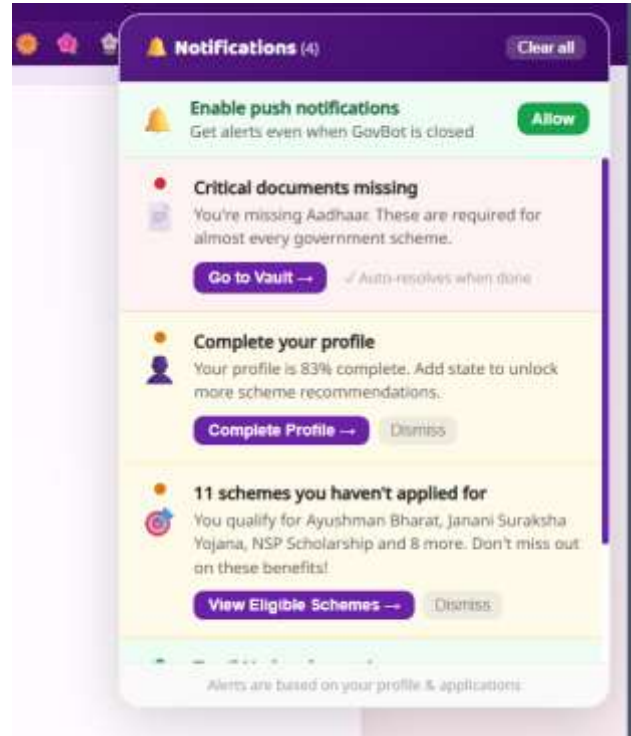 Notifications (4)
Clear all
Enable push notifications
Get alerts even when GovBot is closed
Allow
Critical documents missing
You're missing Aadhaar. These are required for
almost every government scheme.
Go to Vault →
✓ Auto-resolves when done
Complete your profile
Your profile is 83% complete. Add state to unlock
more scheme recommendations.
Complete Profile →
Dismiss
11 schemes you haven't applied for
You qualify for Ayushman Bharat, Janani Suraksha
Yojana, NSP Scholarship and 8 more. Don't miss out
on these benefits!
View Eligible Schemes →
Dismiss
Alerts are based on your profile & applications